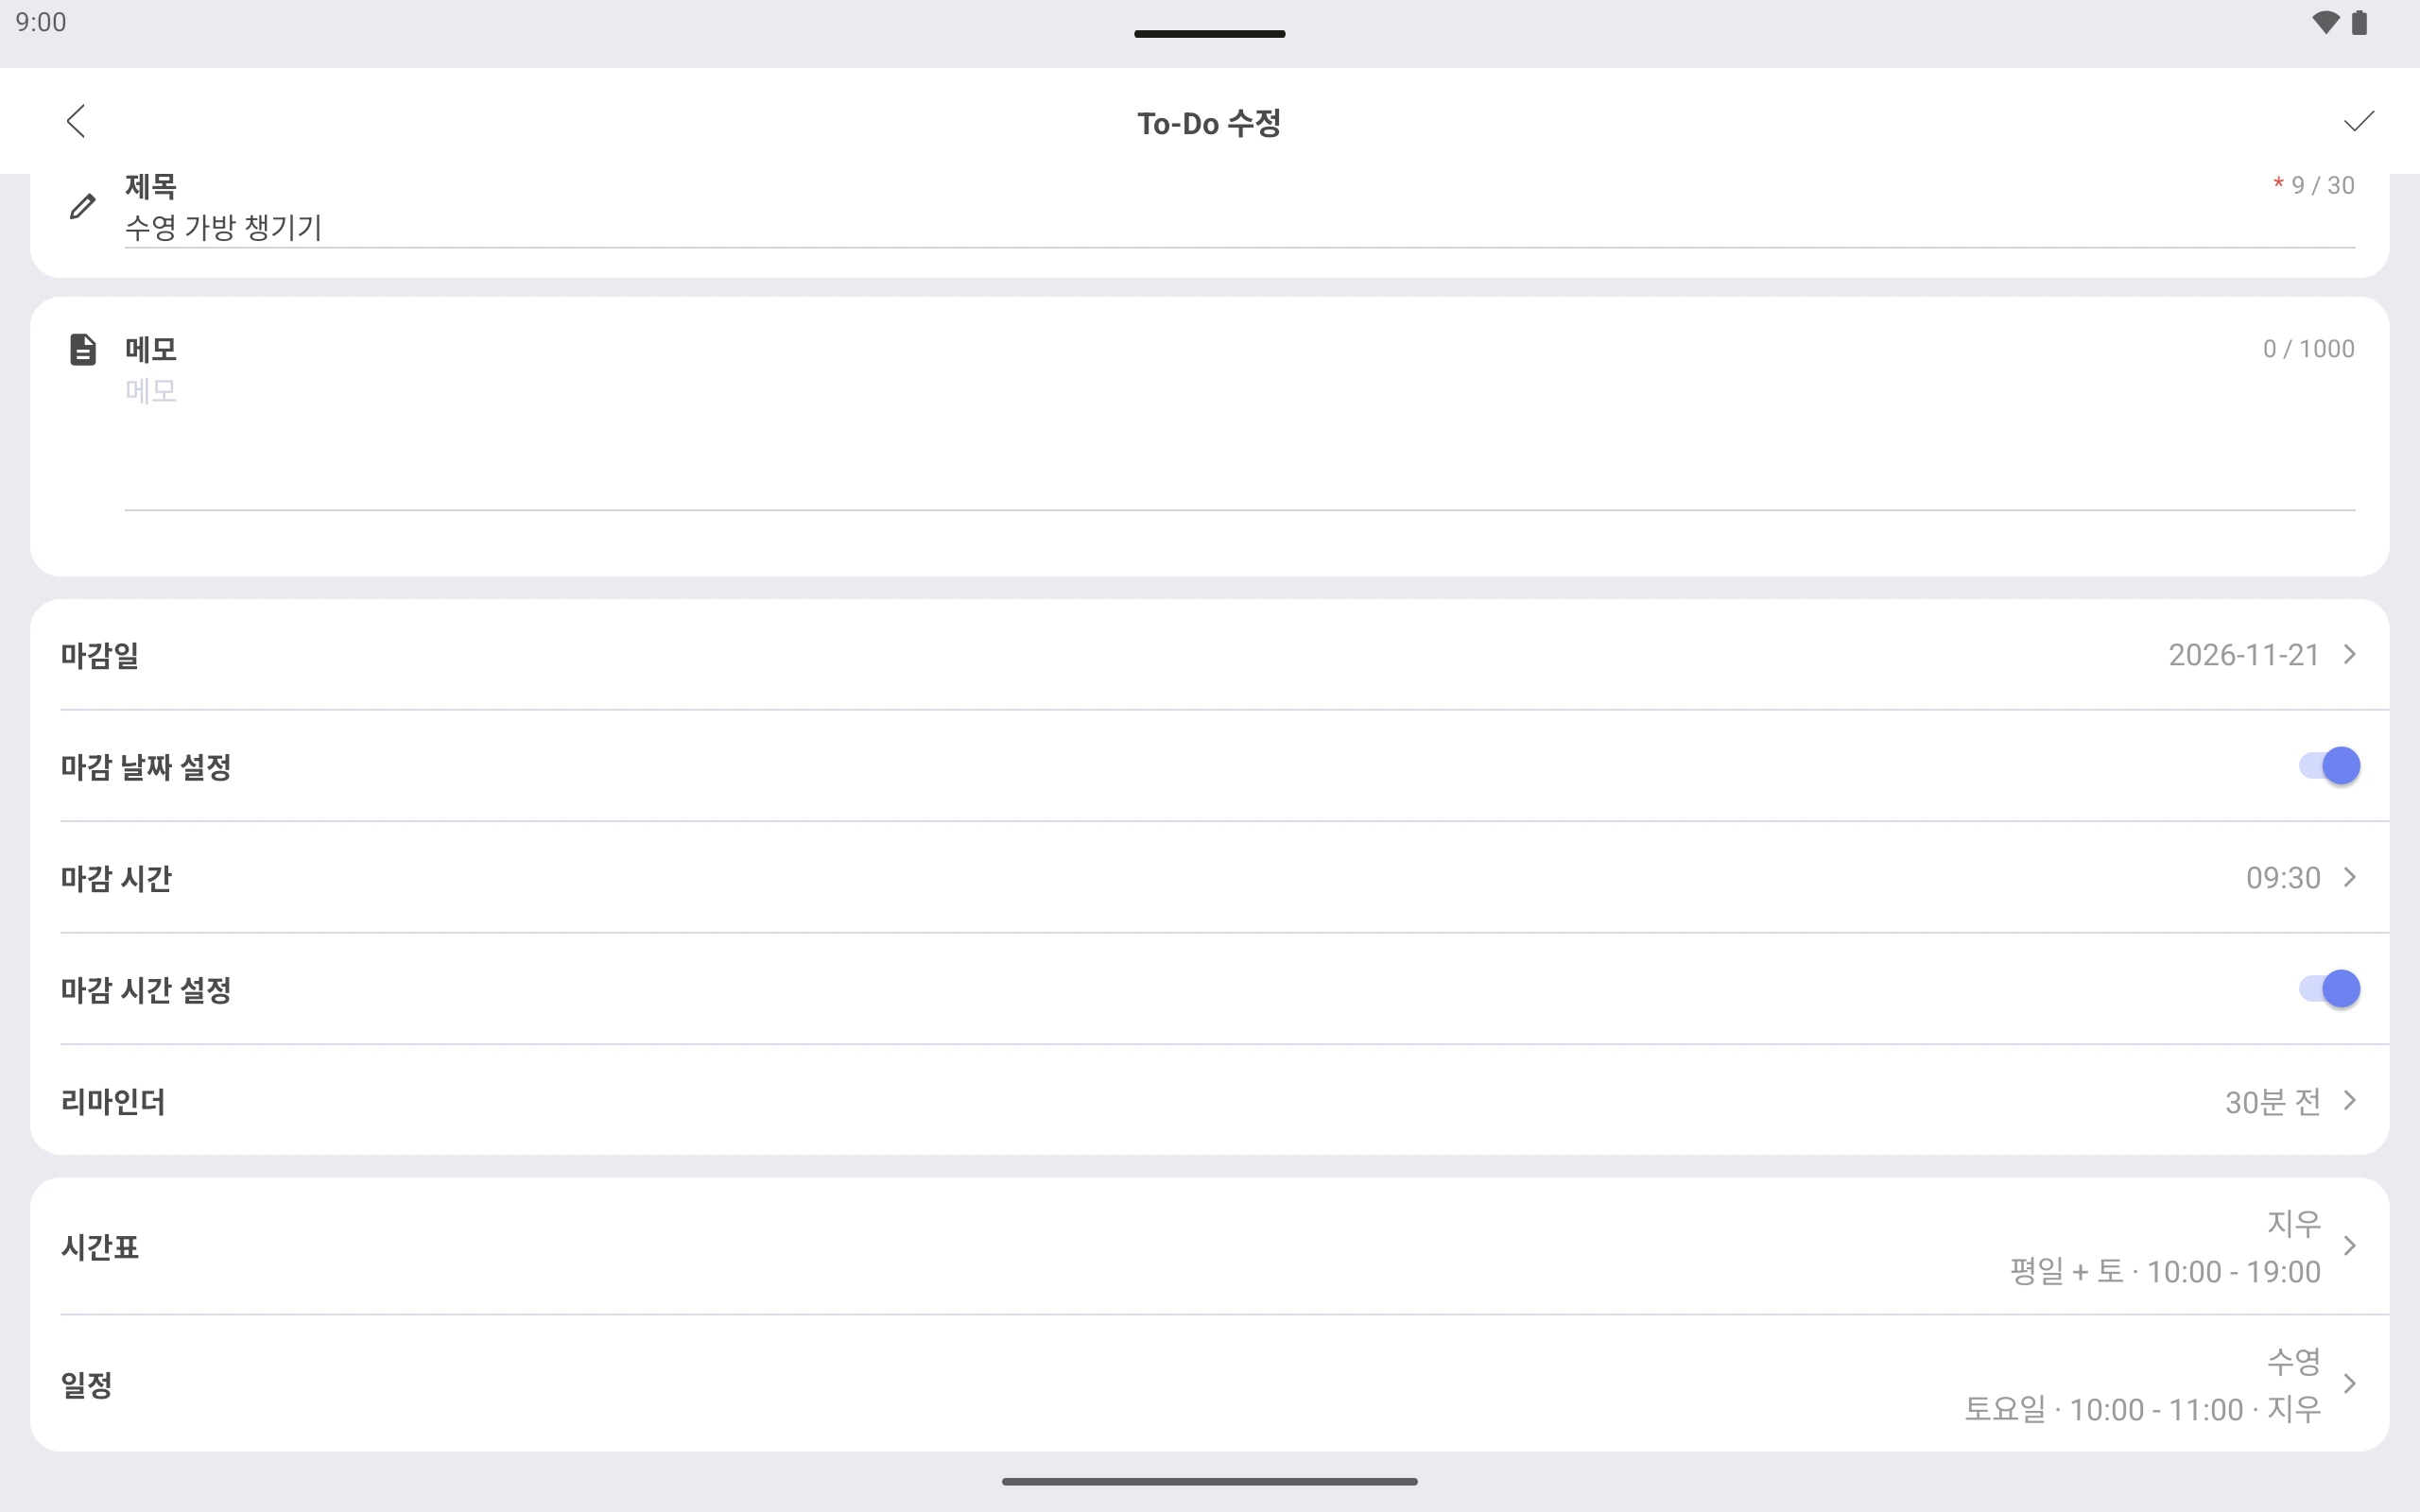 9:00
To-Do 수정
제목
* 9 / 30
수영 가방 챙기기
메모
0 / 1000
메모
마감일
2026-11-21
마감 날짜 설정
마감 시간
09:30
마감 시간 설정
리마인더
30분 전
시간표
지우
평일 + 토 · 10:00 - 19:00
일정
수영
토요일 · 10:00 - 11:00 · 지우